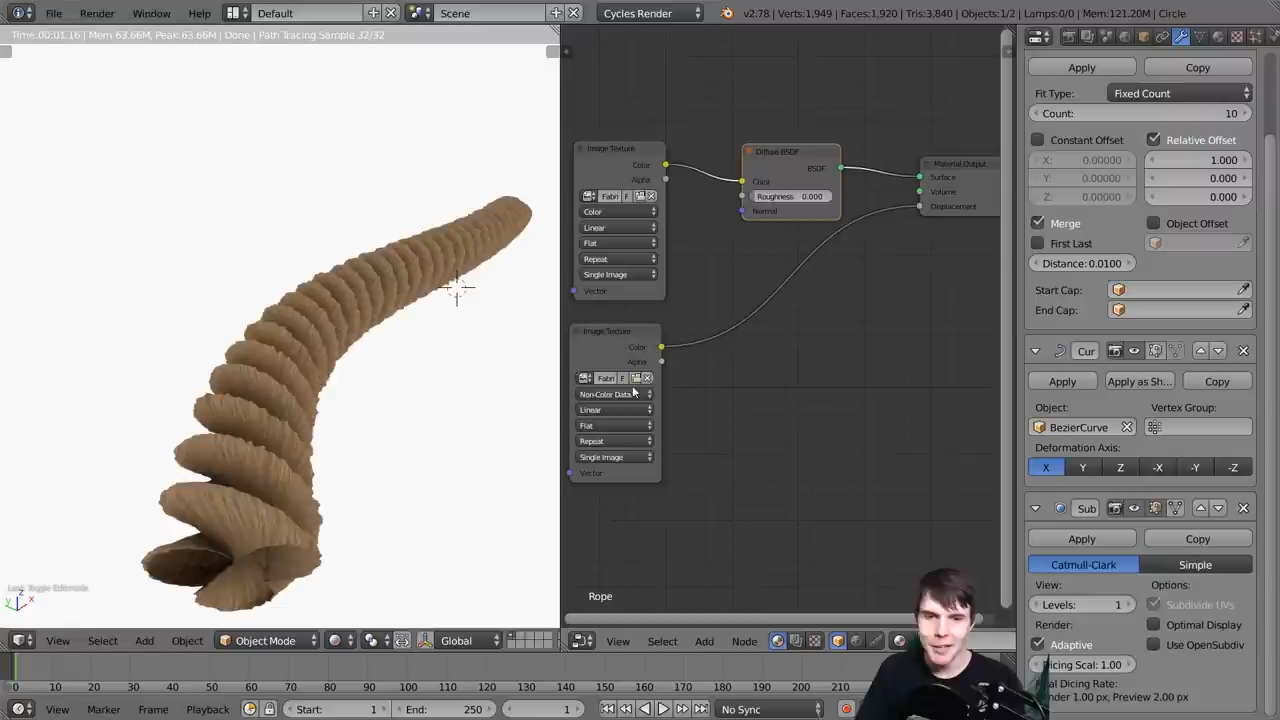 File Render Window Help Default Scene Cycles Render v2.78 | Verts:1,949 | Faces:1,920 | Tris:3,840 | Objects:1/2 | Lamps:0/0 | Mem:121.20M | Circle
Time:00:01.16 | Mem 63.66M, Peak:63.66M | Done | Path Tracing Sample 32/32
Apply Copy
Fit Type: Fixed Count
Count: 10
Constant Offset Relative Offset
X: 0.00000 1.000
Y: 0.00000 0.000
Z: 0.00000 0.000
Merge Object Offset
First Last
Distance: 0.0100
Start Cap:
End Cap:
Cur
Apply Apply as Sh... Copy
Object: Vertex Group:
BezierCurve
Deformation Axis:
X Y Z -X -Y -Z
Sub
Apply Copy
Catmull-Clark Simple
View: Options:
Levels: 1 Subdivide UVs
Render: Optimal Display
Adaptive Use OpenSubdiv
Dicing Scal: 1.00
Final Dicing Rate:
Render 1.00 px, Preview 2.00 px
Image Texture
Color
Alpha
Fabri F
Color
Linear
Flat
Repeat
Single Image
Vector
Diffuse BSDF
BSDF
Color
Roughness: 0.000
Normal
Material Output
Surface
Volume
Displacement
Image Texture
Color
Alpha
Fabri F
Non-Color Data
Linear
Flat
Repeat
Single Image
Vector
Rope
Toggle Editmode
y z x
View Select Add Object Object Mode Global
View Select Add Node
0 10 20 30 40 50 60 70 80 90 100 110 120 130 140 150 160 170 180 190 200 210
View Marker Frame Playback Start: 1 End: 250 1 No Sync